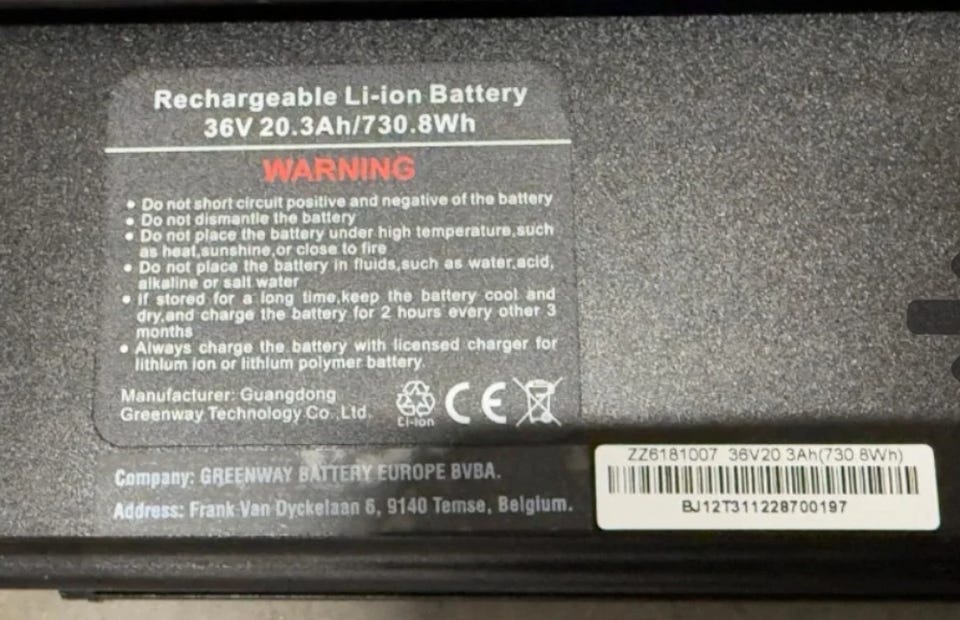 Rechargeable Li-ion Battery
36V 20.3Ah/730.8Wh
WARNING
• Do not short circuit positive and negative of the battery
• Do not dismantle the battery
• Do not place the battery under high temperature,such
as heat,sunshine,or close to fire
• Do not place the battery in fluids,such as water,acid,
alkaline or salt water
• If stored for a long time,keep the battery cool and
dry,and charge the battery for 2 hours every other 3
months
• Always charge the battery with licensed charger for
lithium ion or lithium polymer battery.
Manufacturer: Guangdong
Greenway Technology Co.,Ltd.
Li-ion
CE
Company: GREENWAY BATTERY EUROPE BVBA.
Address: Frank Van Dyckelaan 6, 9140 Temse, Belgium.
ZZ6181007 36V20.3Ah(730.8Wh)
BJ12T311228700197